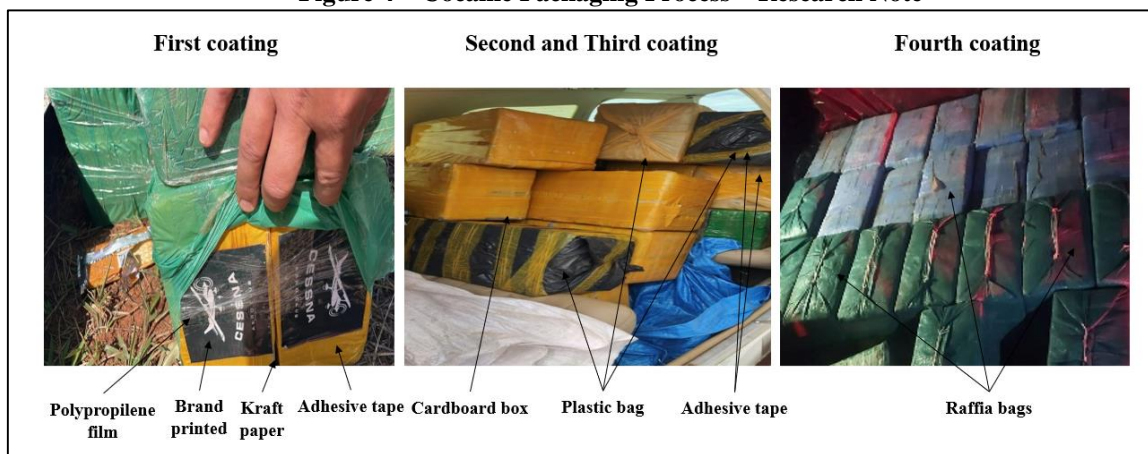 Figure 4 – Cocaine Packaging Process – Research Note
First coating
Second and Third coating
Fourth coating
CESSNA
CESSNA
Polypropilene film
Brand printed
Kraft paper
Adhesive tape
Cardboard box
Plastic bag
Adhesive tape
Raffia bags